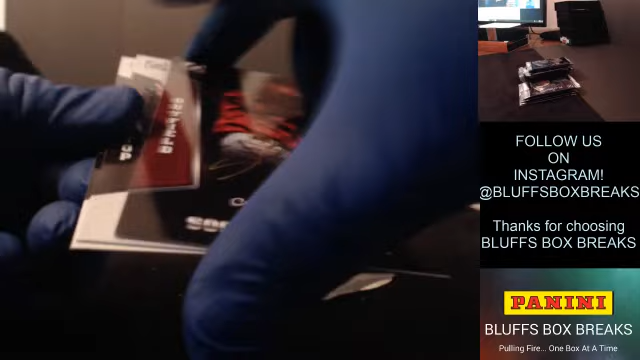 FOLLOW US
ON
INSTAGRAM!
@BLUFFSBOXBREAKS
Thanks for choosing
BLUFFS BOX BREAKS
PANINI
BLUFFS BOX BREAKS
Pulling Fire... One Box At A Time